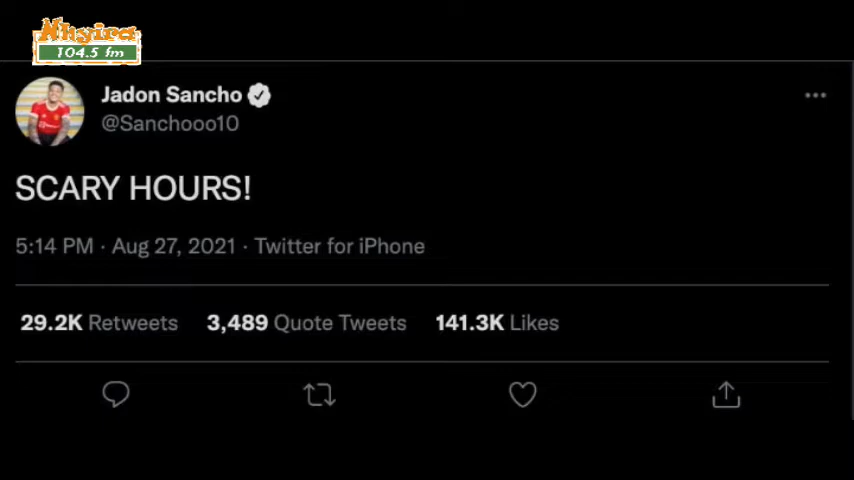 Nhyira
104.5 fm
Jadon Sancho
@Sanchooo10
SCARY HOURS!
5:14 PM · Aug 27, 2021 · Twitter for iPhone
29.2K Retweets 3,489 Quote Tweets 141.3K Likes